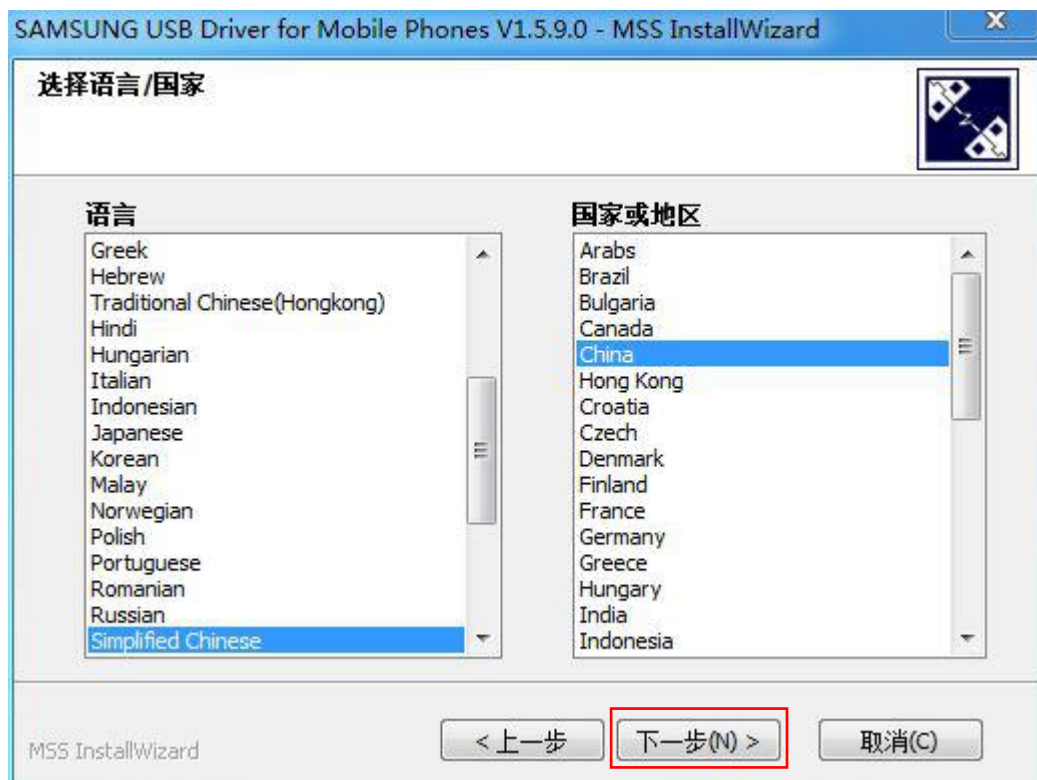 SAMSUNG USB Driver for Mobile Phones V1.5.9.0 - MSS InstallWizard
选择语言/国家
语言
Greek
Hebrew
Traditional Chinese(Hongkong)
Hindi
Hungarian
Italian
Indonesian
Japanese
Korean
Malay
Norwegian
Polish
Portuguese
Romanian
Russian
Simplified Chinese
国家或地区
Arabs
Brazil
Bulgaria
Canada
China
Hong Kong
Croatia
Czech
Denmark
Finland
France
Germany
Greece
Hungary
India
Indonesia
MSS InstallWizard
<上一步
下一步(N) >
取消(C)